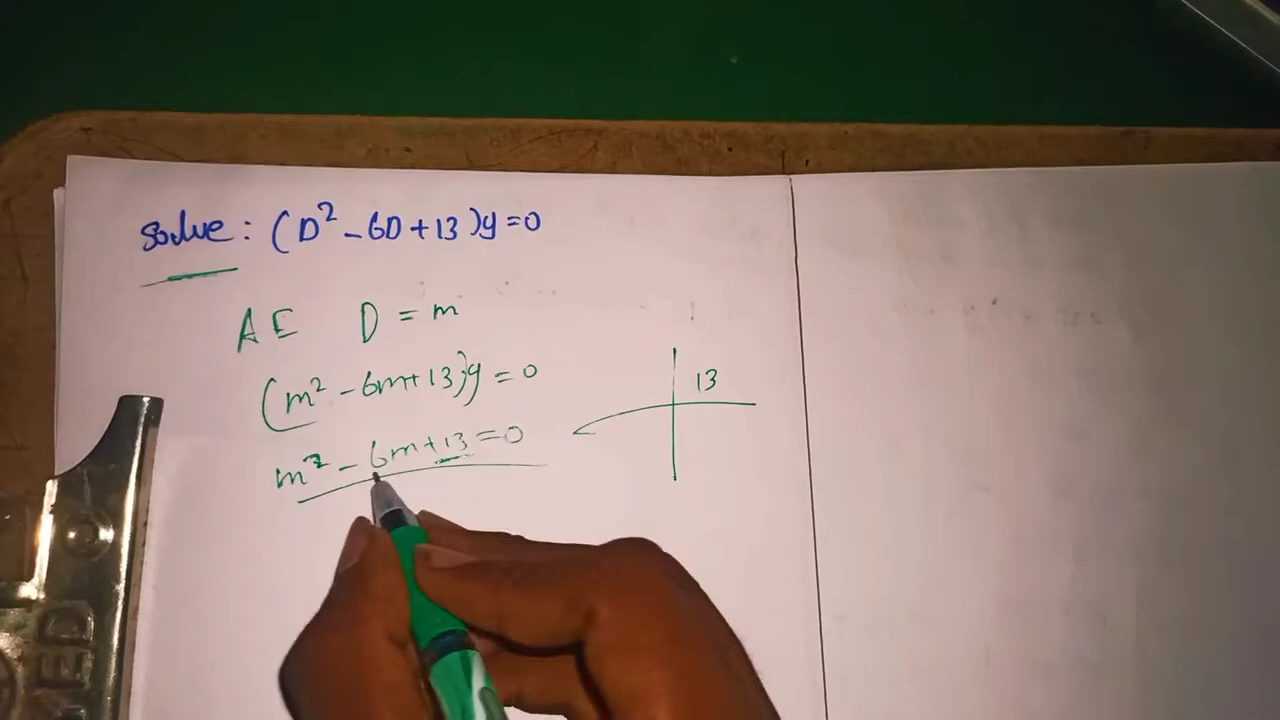 Solve : (D² - 6D + 13)y = 0
AE D = m
(m² - 6m + 13)y = 0
13
m² - 6m + 13 = 0